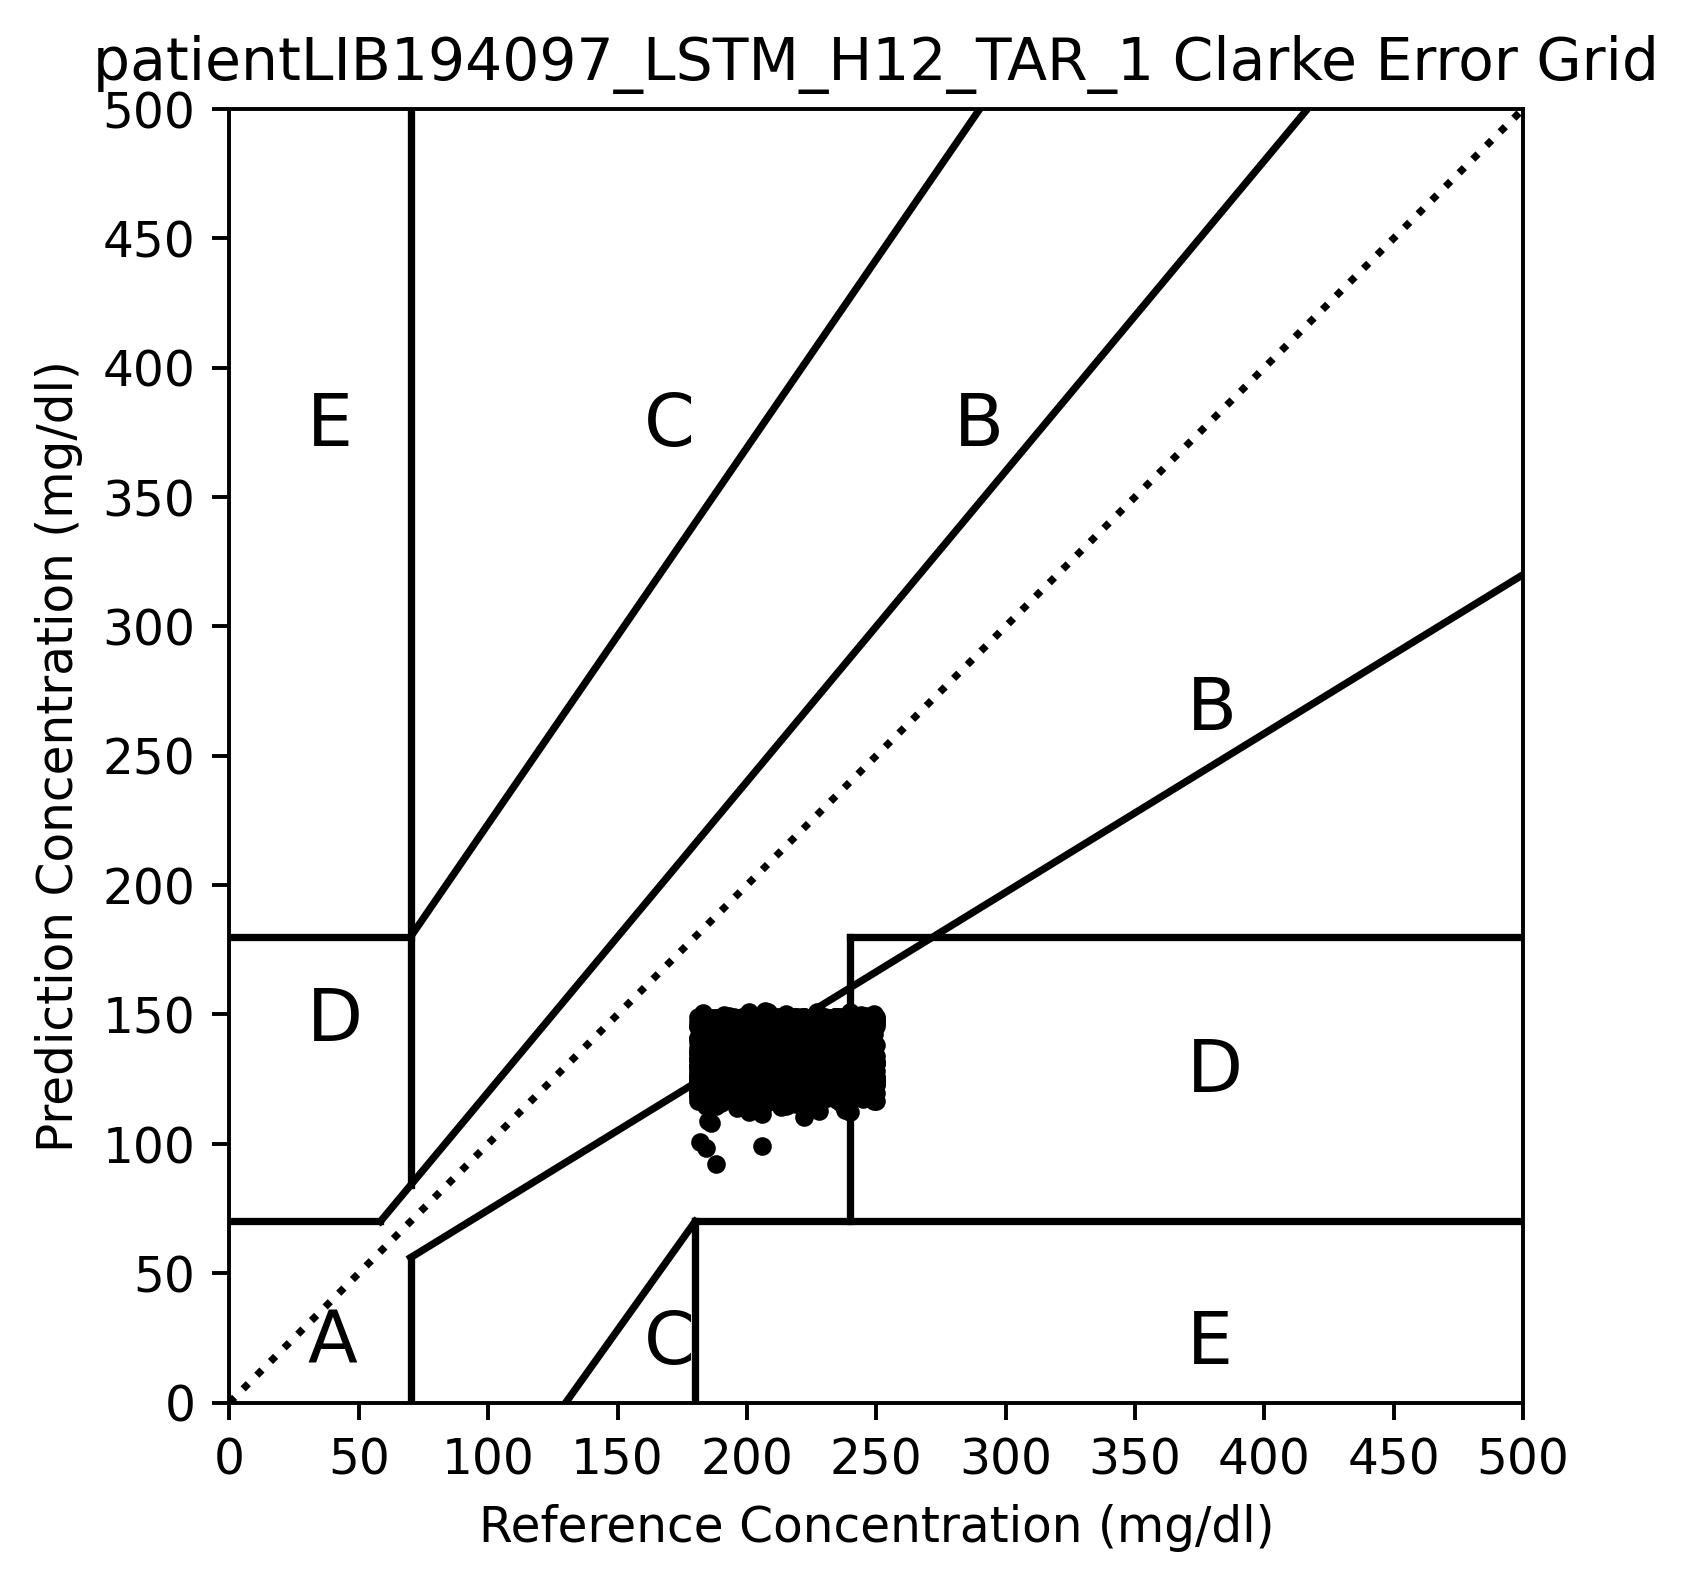 patientLIB194097_LSTM_H12_TAR_1 Clarke Error Grid
Prediction Concentration (mg/dl)
500
450
400
350
300
250
200
150
100
50
0
E
C
B
B
D
D
A
C
E
0 50 100 150 200 250 300 350 400 450 500
Reference Concentration (mg/dl)